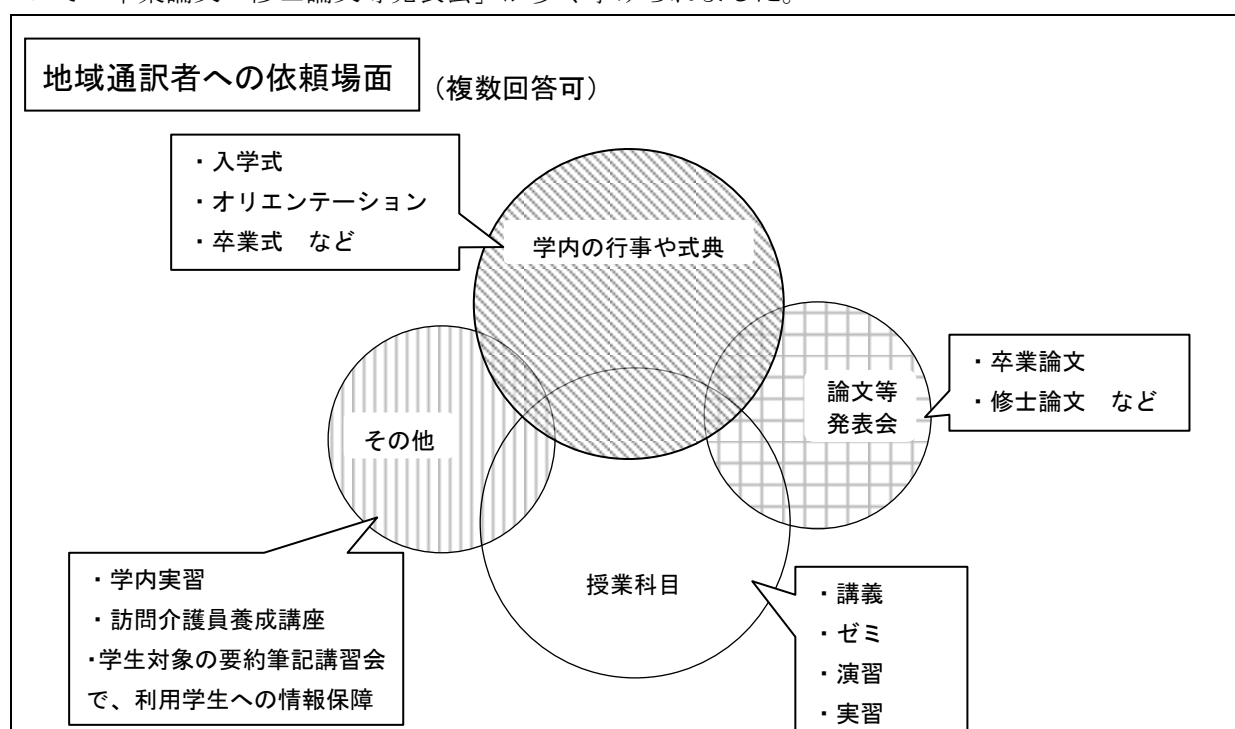 地域通訳者への依頼場面
（複数回答可）
・入学式
・オリエンテーション
・卒業式　など
学内の行事や式典
論文等
発表会
・卒業論文
・修士論文　など
その他
授業科目
・学内実習
・訪問介護員養成講座
・学生対象の要約筆記講習会
で、利用学生への情報保障
・講義
・ゼミ
・演習
・実習